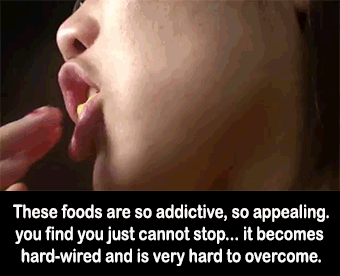 These foods are so addictive, so appealing.
you find you just cannot stop... it becomes
hard-wired and is very hard to overcome.